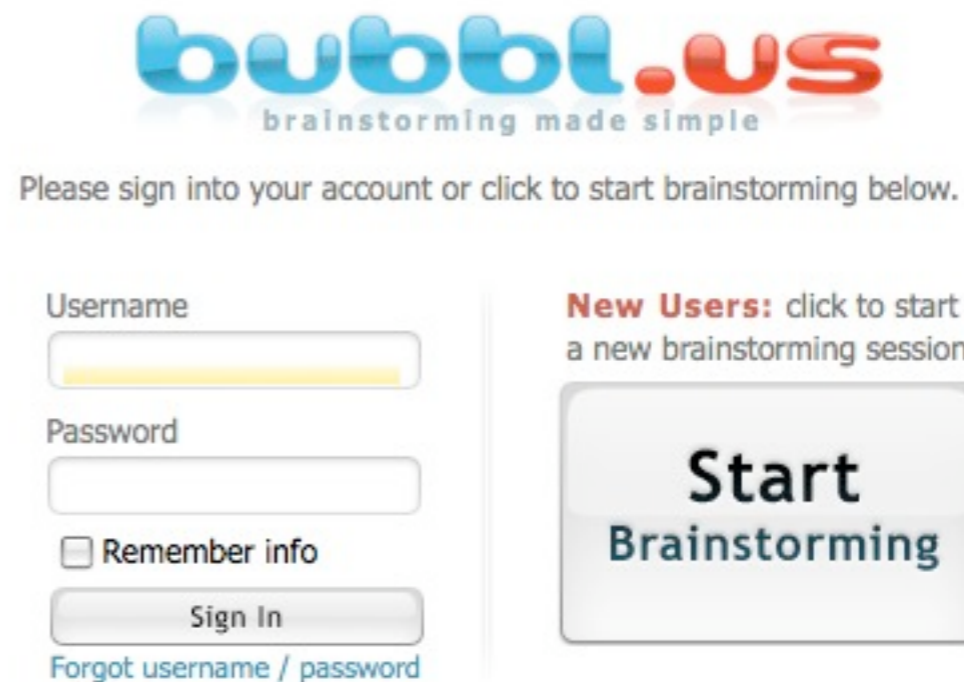 bubbl.us
brainstorming made simple
Please sign into your account or click to start brainstorming below.
Username
Password
Remember info
Sign In
Forgot username / password
New Users: click to start
a new brainstorming session
Start
Brainstorming